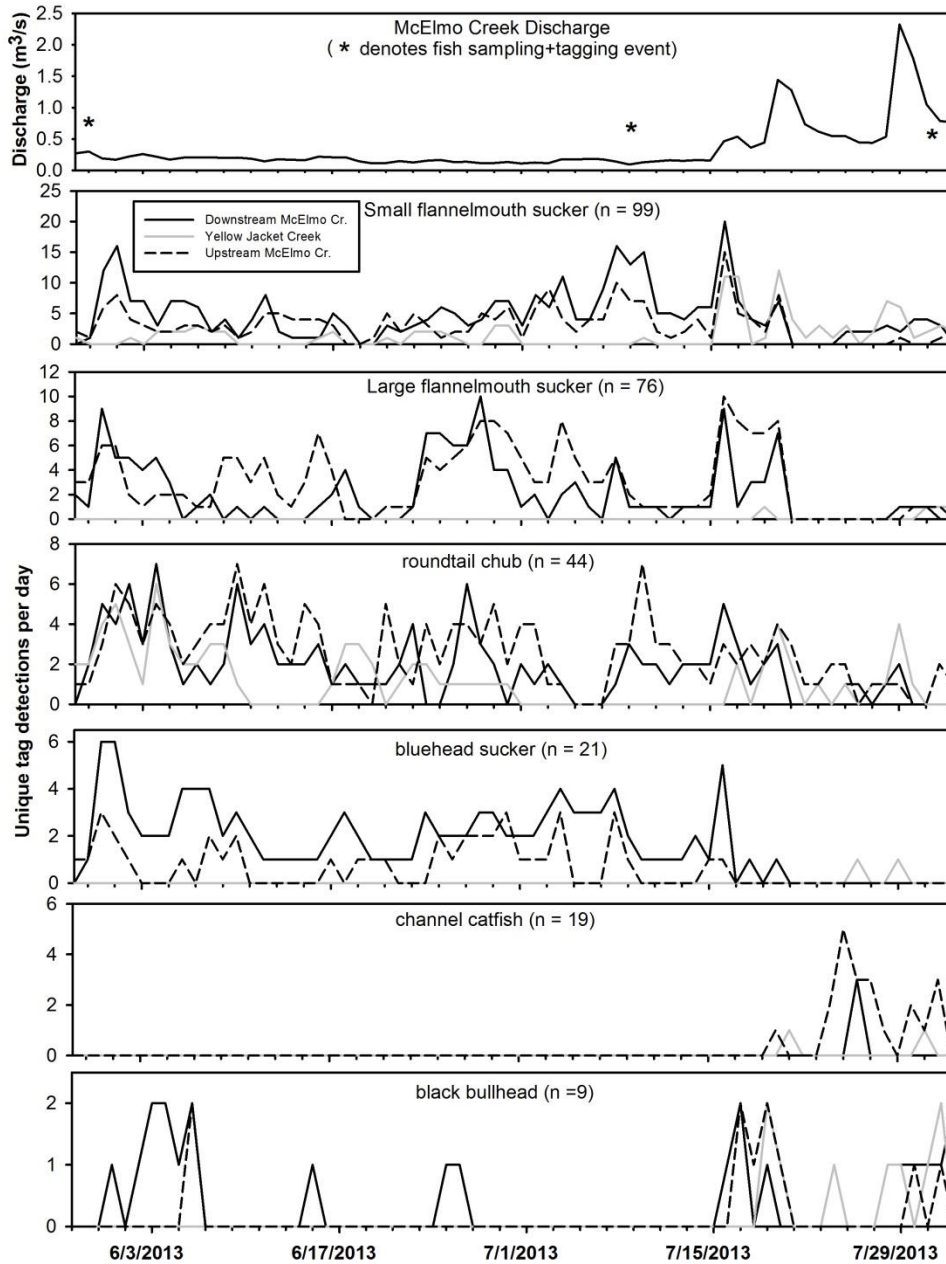 McElmo Creek Discharge
( * denotes fish sampling+tagging event)
Discharge (m³/s)
2.5
2.0
1.5
1.0
0.5
0.0
*
*
*
Small flannelmouth sucker (n = 99)
Downstream McElmo Cr.
Yellow Jacket Creek
Upstream McElmo Cr.
25
20
15
10
5
0
Large flannelmouth sucker (n = 76)
12
10
8
6
4
2
0
Unique tag detections per day
roundtail chub (n = 44)
8
6
4
2
0
bluehead sucker (n = 21)
6
4
2
0
channel catfish (n = 19)
6
4
2
0
black bullhead (n =9)
2
1
0
6/3/2013 6/17/2013 7/1/2013 7/15/2013 7/29/2013